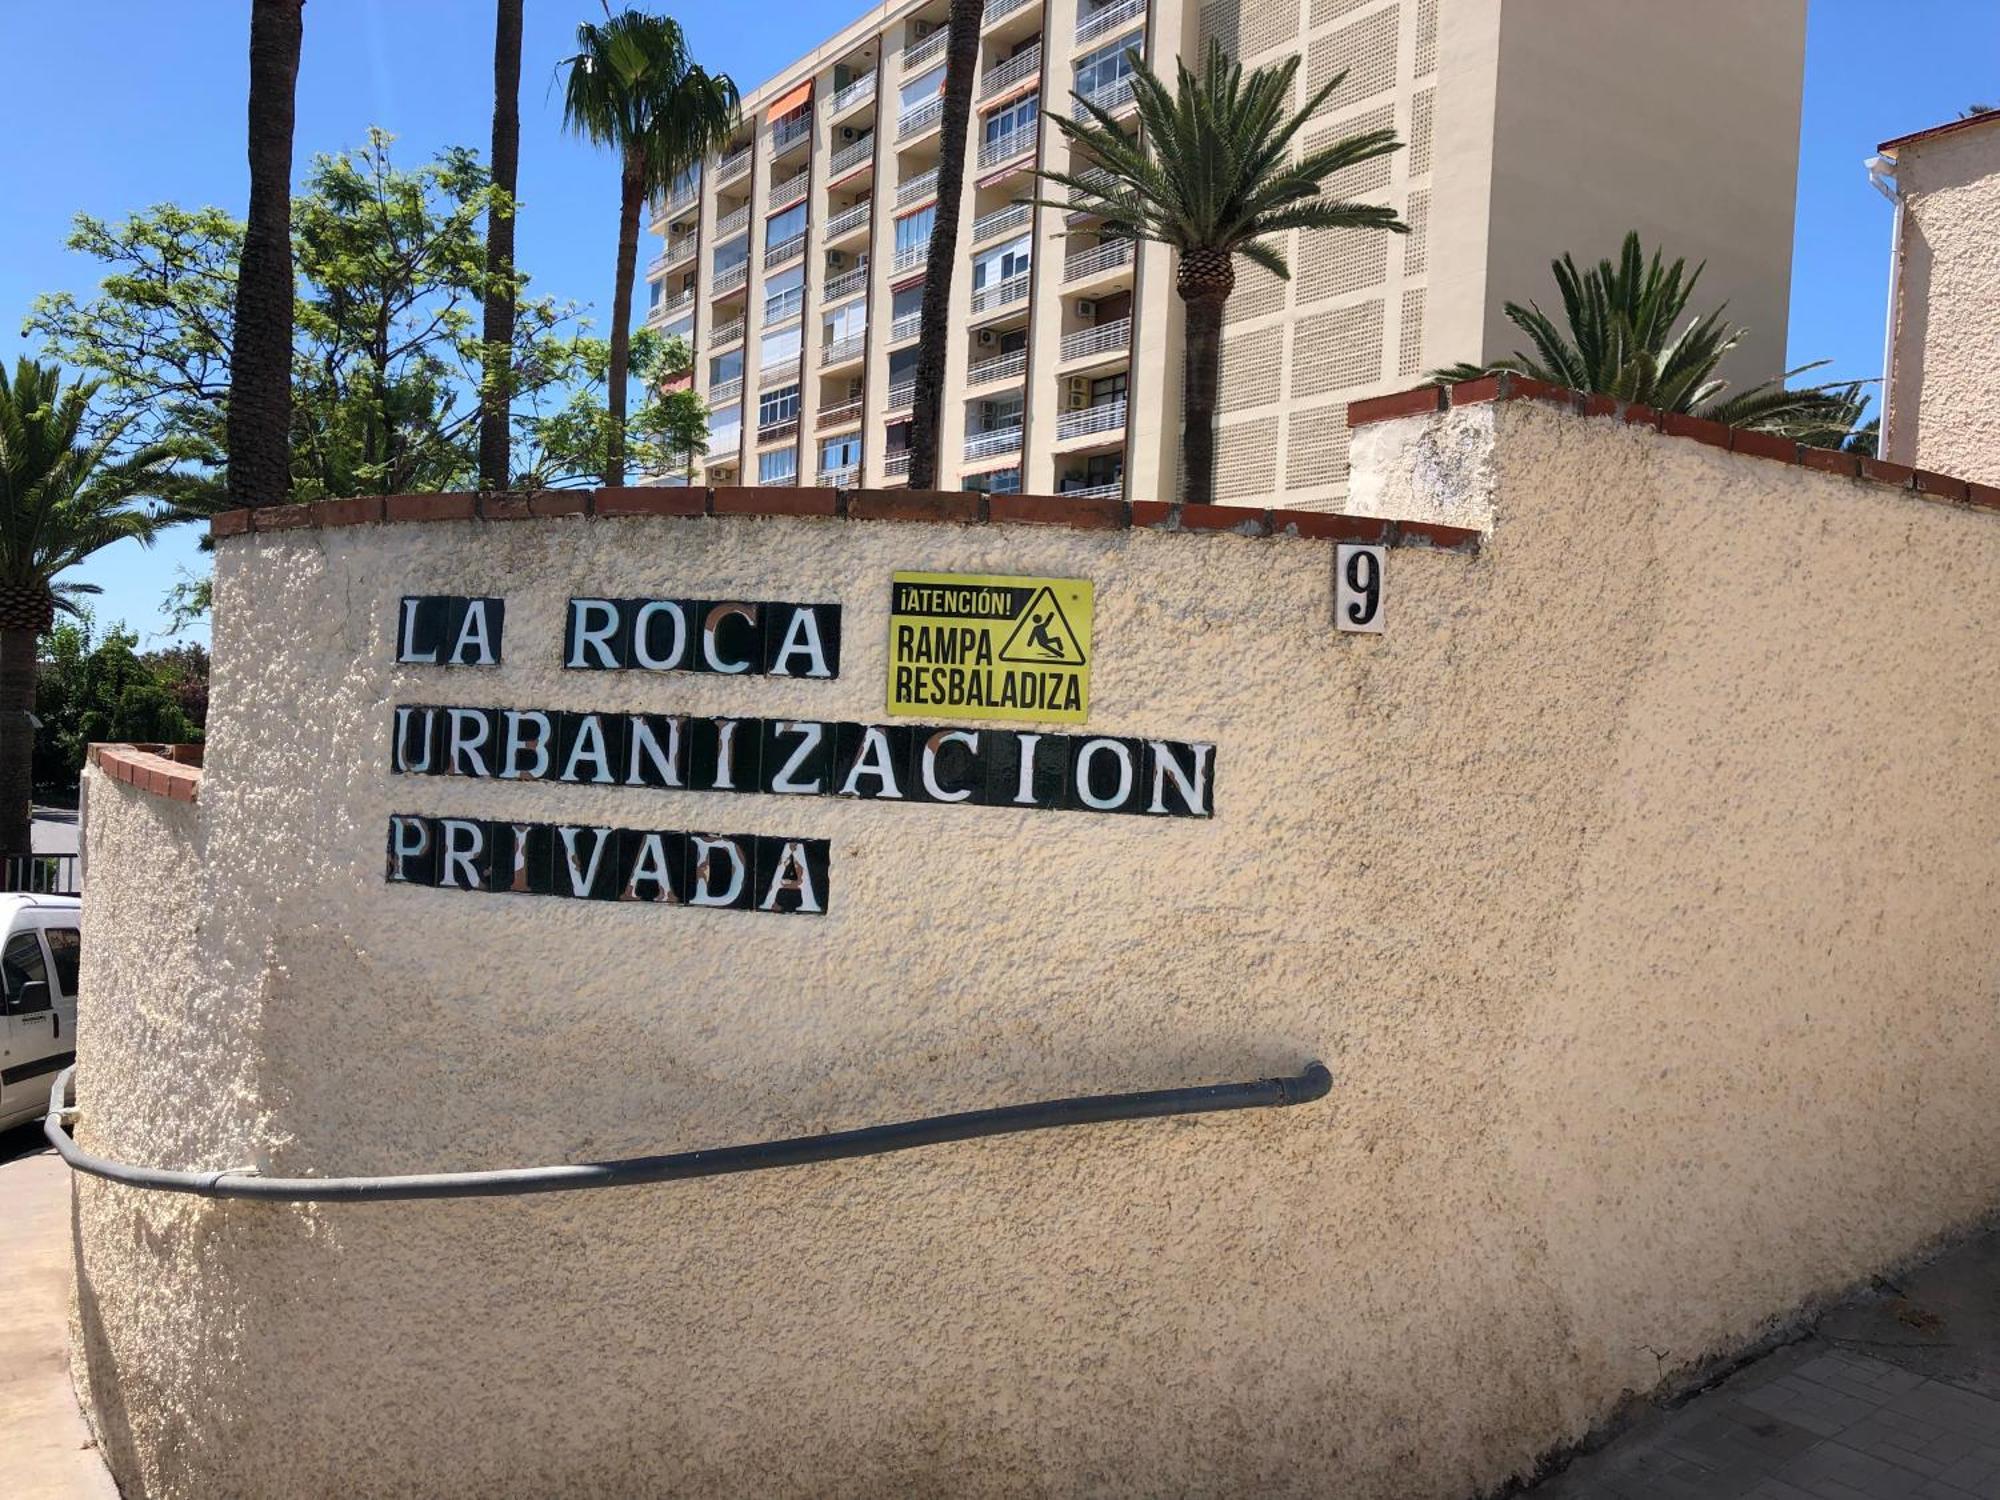 LA ROCA
URBANIZACION
PRIVADA
¡ATENCIÓN!
RAMPA
RESBALADIZA
9